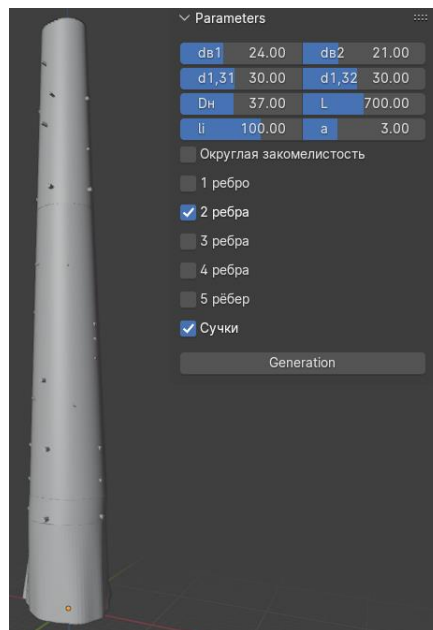 Parameters
dв1 24.00 dв2 21.00
d1,31 30.00 d1,32 30.00
Dн 37.00 L 700.00
li 100.00 a 3.00
Округлая закомелистость
1 ребро
2 ребра
3 ребра
4 ребра
5 рёбер
Сучки
Generation